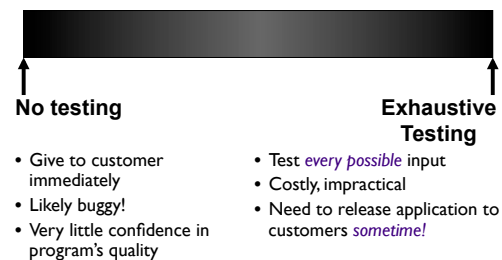 No testing
• Give to customer
immediately
• Likely buggy!
• Very little confidence in
program's quality
Exhaustive
Testing
• Test every possible input
• Costly, impractical
• Need to release application to
customers sometime!